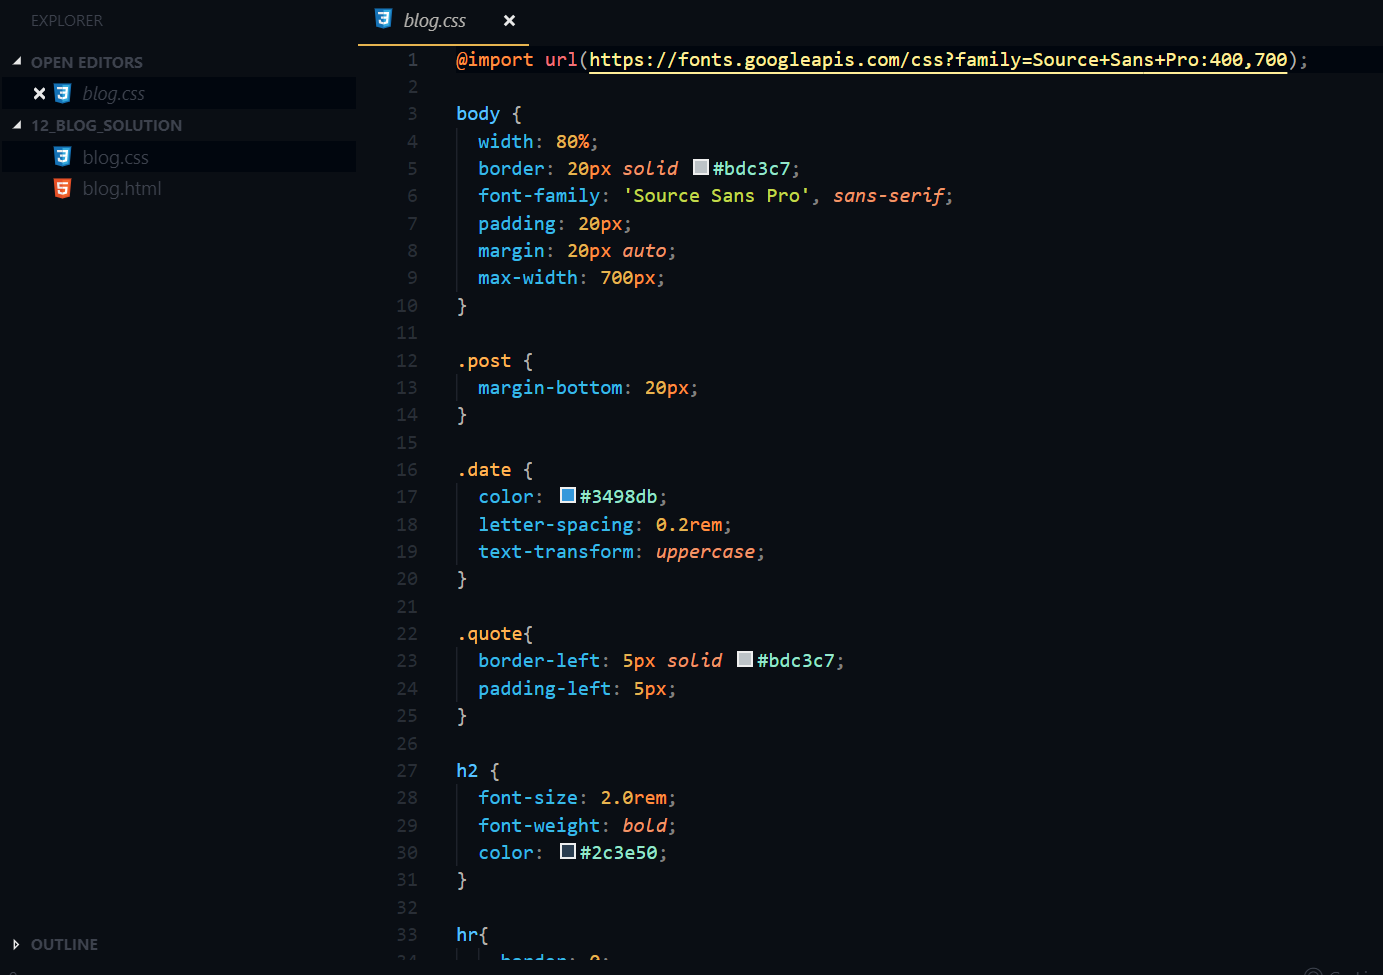 EXPLORER
OPEN EDITORS
blog.css
12_BLOG_SOLUTION
blog.css
blog.html
OUTLINE
blog.css
1 @import url(https://fonts.googleapis.com/css?family=Source+Sans+Pro:400,700);
2
3 body {
4 width: 80%;
5 border: 20px solid #bdc3c7;
6 font-family: 'Source Sans Pro', sans-serif;
7 padding: 20px;
8 margin: 20px auto;
9 max-width: 700px;
10 }
11
12 .post {
13 margin-bottom: 20px;
14 }
15
16 .date {
17 color: #3498db;
18 letter-spacing: 0.2rem;
19 text-transform: uppercase;
20 }
21
22 .quote{
23 border-left: 5px solid #bdc3c7;
24 padding-left: 5px;
25 }
26
27 h2 {
28 font-size: 2.0rem;
29 font-weight: bold;
30 color: #2c3e50;
31 }
32
33 hr{
34 border: 0;